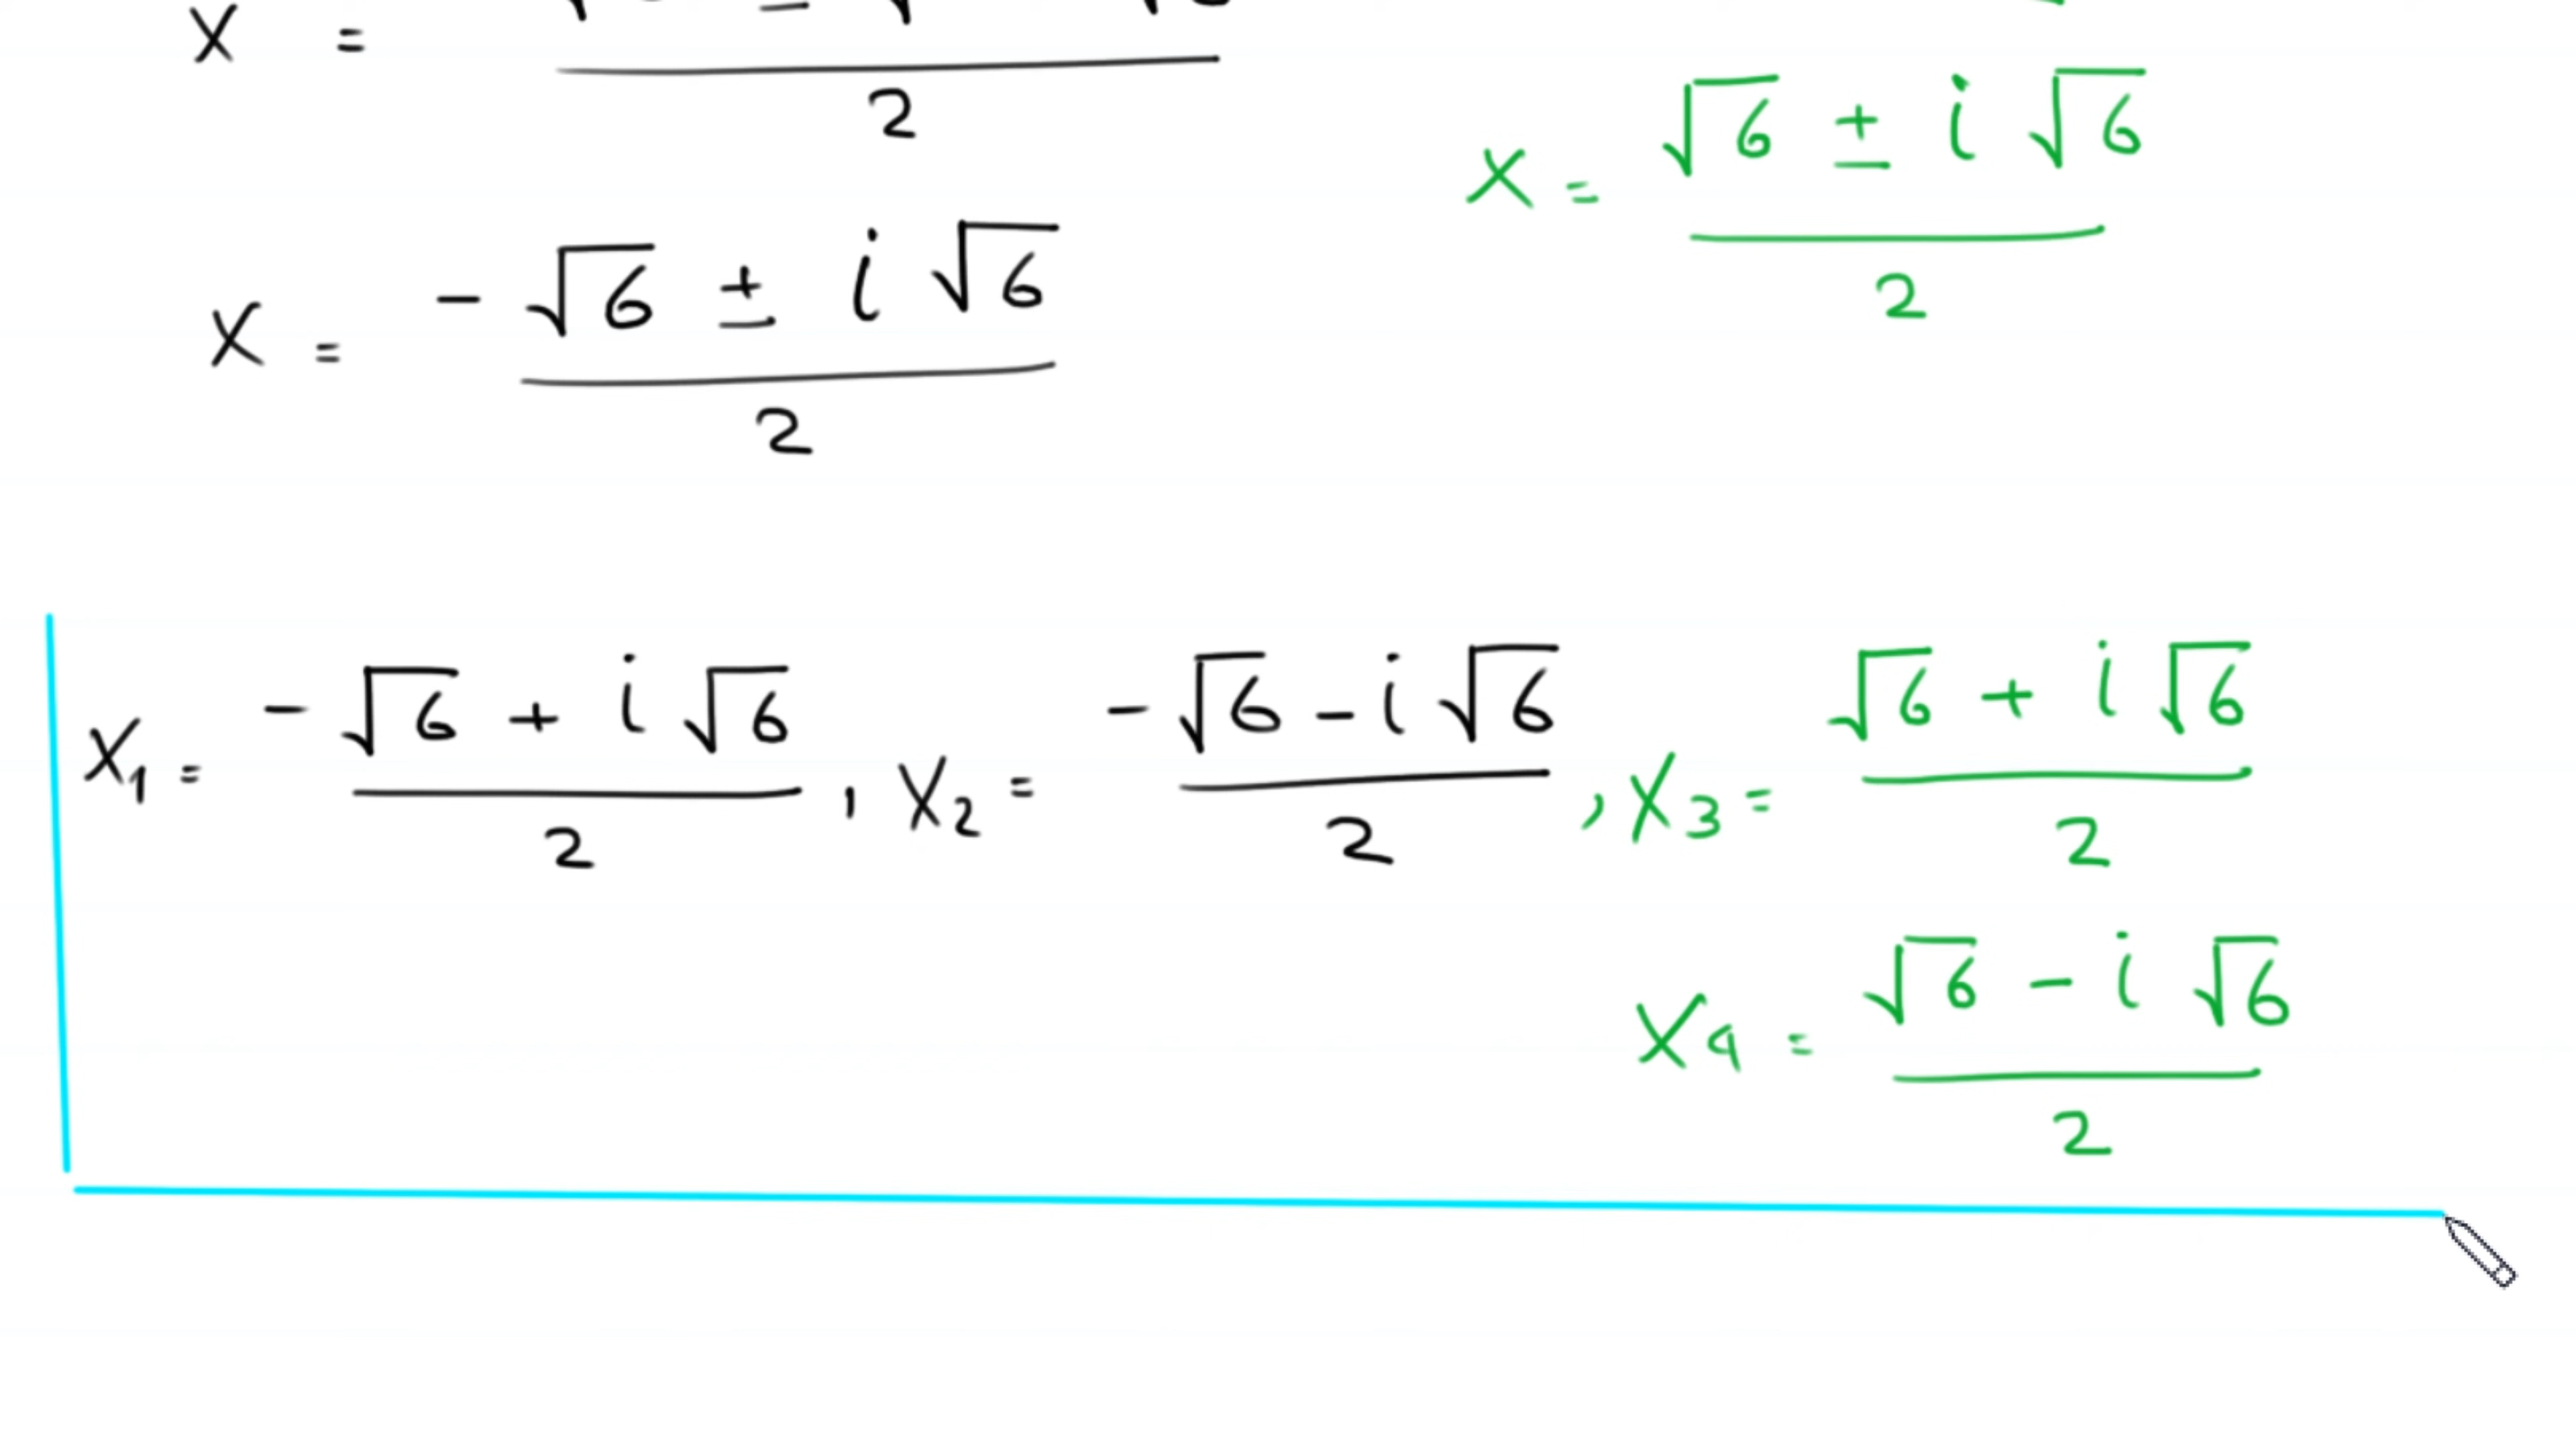 x = 2
x = √6 ± i√6 / 2
x = -√6 ± i√6 / 2
x₁ = -√6 + i√6 / 2 , x₂ = -√6 - i√6 / 2 , x₃ = √6 + i√6 / 2
x₄ = √6 - i√6 / 2